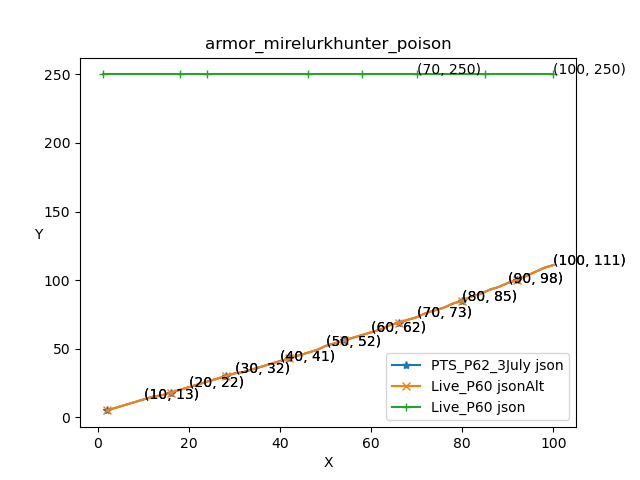 armor_mirelurkhunter_poison
250
200
150
100
50
0
Y
(70, 250)
(100, 250)
(100, 111)
(90, 98)
(80, 85)
(70, 73)
(60, 62)
(50, 52)
(40, 41)
(30, 32)
(20, 22)
(10, 13)
PTS_P62_3July json
Live_P60 jsonAlt
Live_P60 json
0 20 40 60 80 100
X